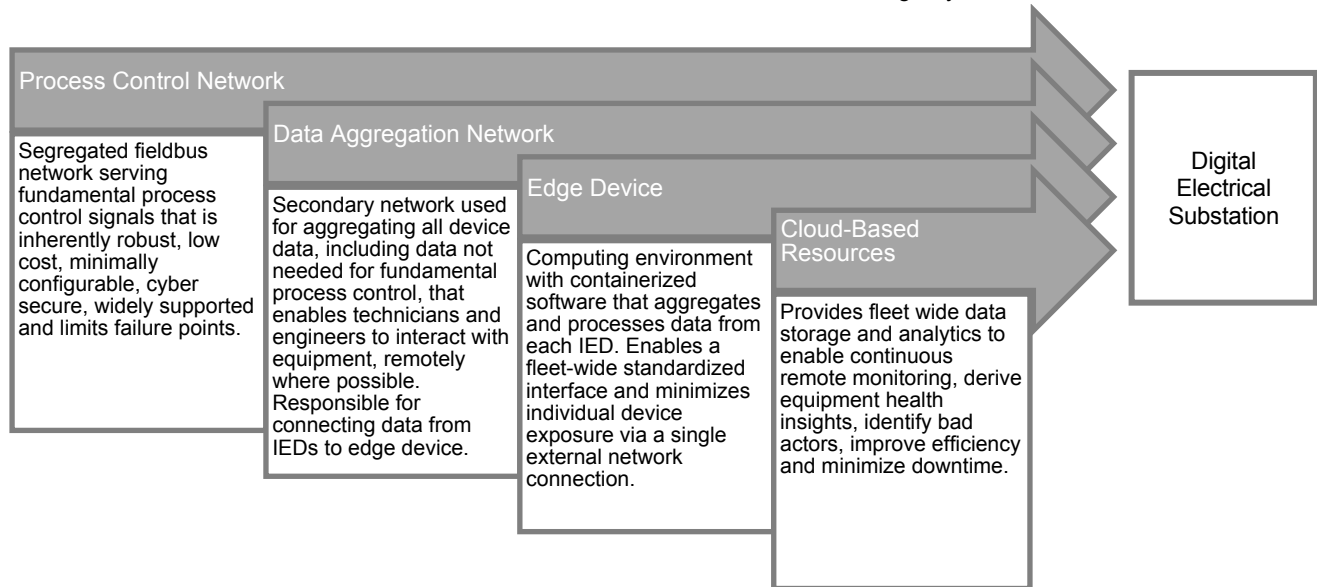 Process Control Network
Segregated fieldbus
network serving
fundamental process
control signals that is
inherently robust, low
cost, minimally
configurable, cyber
secure, widely supported
and limits failure points.
Data Aggregation Network
Secondary network used
for aggregating all device
data, including data not
needed for fundamental
process control, that
enables technicians and
engineers to interact with
equipment, remotely
where possible.
Responsible for
connecting data from
IEDs to edge device.
Edge Device
Computing environment
with containerized
software that aggregates
and processes data from
each IED. Enables a
fleet-wide standardized
interface and minimizes
individual device
exposure via a single
external network
connection.
Cloud-Based
Resources
Provides fleet wide data
storage and analytics to
enable continuous
remote monitoring, derive
equipment health
insights, identify bad
actors, improve efficiency
and minimize downtime.
Digital
Electrical
Substation